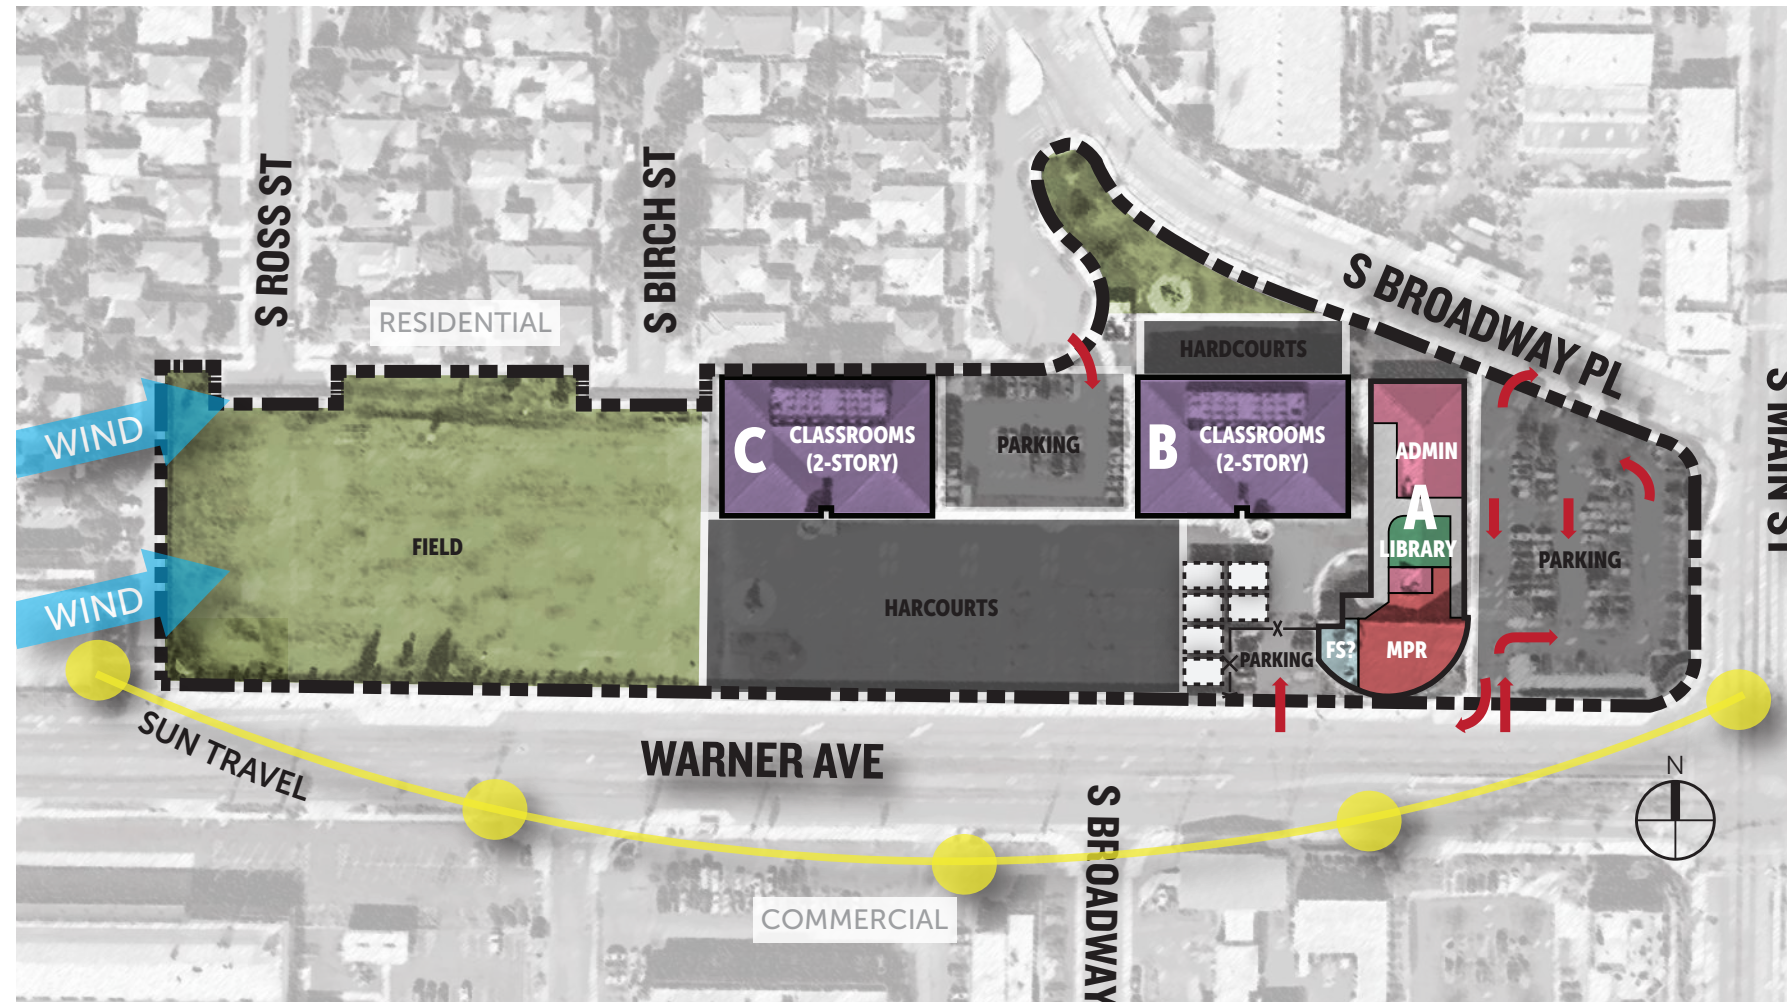 S ROSS ST
S BIRCH ST
S BROADWAY PL
S MAIN ST
RESIDENTIAL
HARDCOURTS
WIND
C
CLASSROOMS
(2-STORY)
PARKING
B
CLASSROOMS
(2-STORY)
ADMIN
A
LIBRARY
FIELD
PARKING
WIND
HARCOURTS
X
X
PARKING
FS?
MPR
SUN TRAVEL
WARNER AVE
N
S BROADWAY
COMMERCIAL